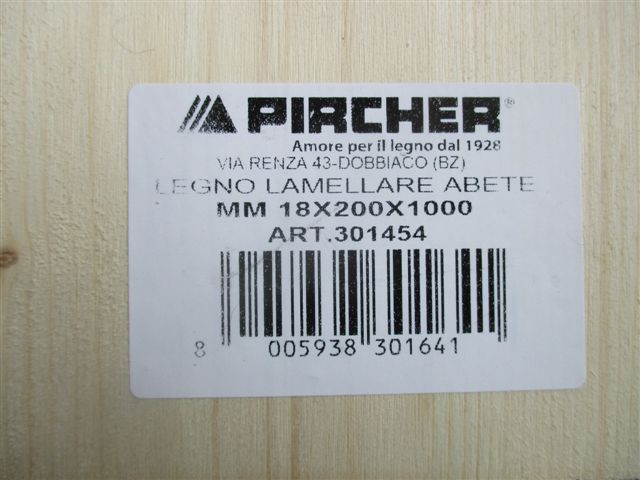 PIRCHER®
Amore per il legno dal 1928
VIA RENZA 43-DOBBIACO (BZ)
LEGNO LAMELLARE ABETE
MM 18X200X1000
ART.301454
8 005938 301641